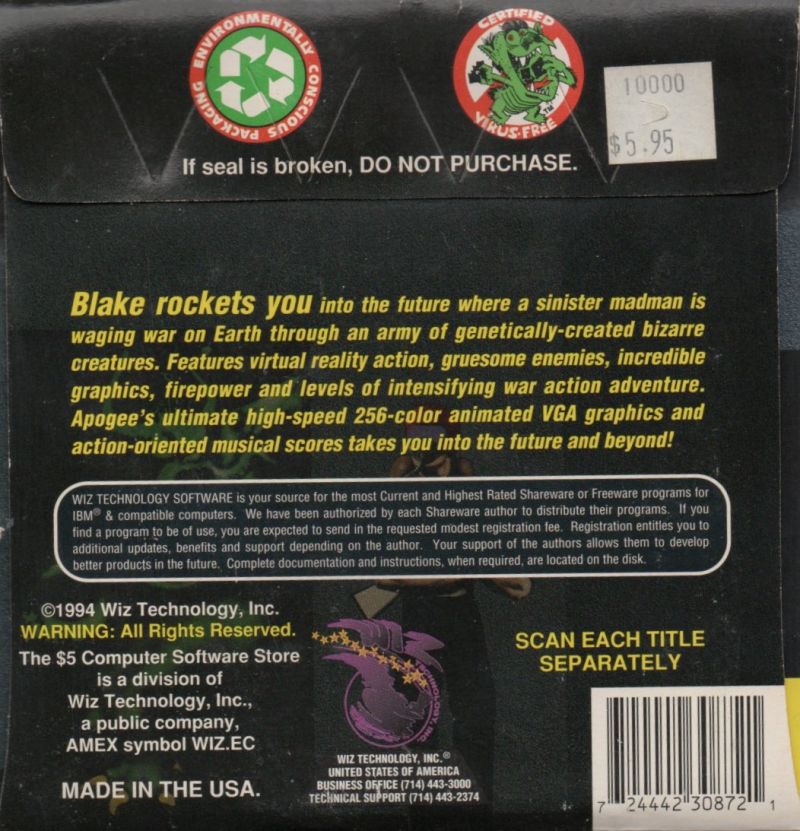 ENVIRONMENTALLY CONSCIOUS PACKAGING
CERTIFIED
VIRUS-FREE
TM
10000
$5.95
If seal is broken, DO NOT PURCHASE.
Blake rockets you into the future where a sinister madman is
waging war on Earth through an army of genetically-created bizarre
creatures. Features virtual reality action, gruesome enemies, incredible
graphics, firepower and levels of intensifying war action adventure.
Apogee's ultimate high-speed 256-color animated VGA graphics and
action-oriented musical scores takes you into the future and beyond!
WIZ TECHNOLOGY SOFTWARE is your source for the most Current and Highest Rated Shareware or Freeware programs for
IBM® & compatible computers. We have been authorized by each Shareware author to distribute their programs. If you
find a program to be of use, you are expected to send in the requested modest registration fee. Registration entitles you to
additional updates, benefits and support depending on the author. Your support of the authors allows them to develop
better products in the future. Complete documentation and instructions, when required, are located on the disk.
©1994 Wiz Technology, Inc.
WARNING: All Rights Reserved.
The $5 Computer Software Store
is a division of
Wiz Technology, Inc.,
a public company,
AMEX symbol WIZ.EC
MADE IN THE USA.
TECHNOLOGY, INC
WIZ TECHNOLOGY, INC.®
UNITED STATES OF AMERICA
BUSINESS OFFICE (714) 443-3000
TECHNICAL SUPPORT (714) 443-2374
SCAN EACH TITLE
SEPARATELY
7 24442 30872 1